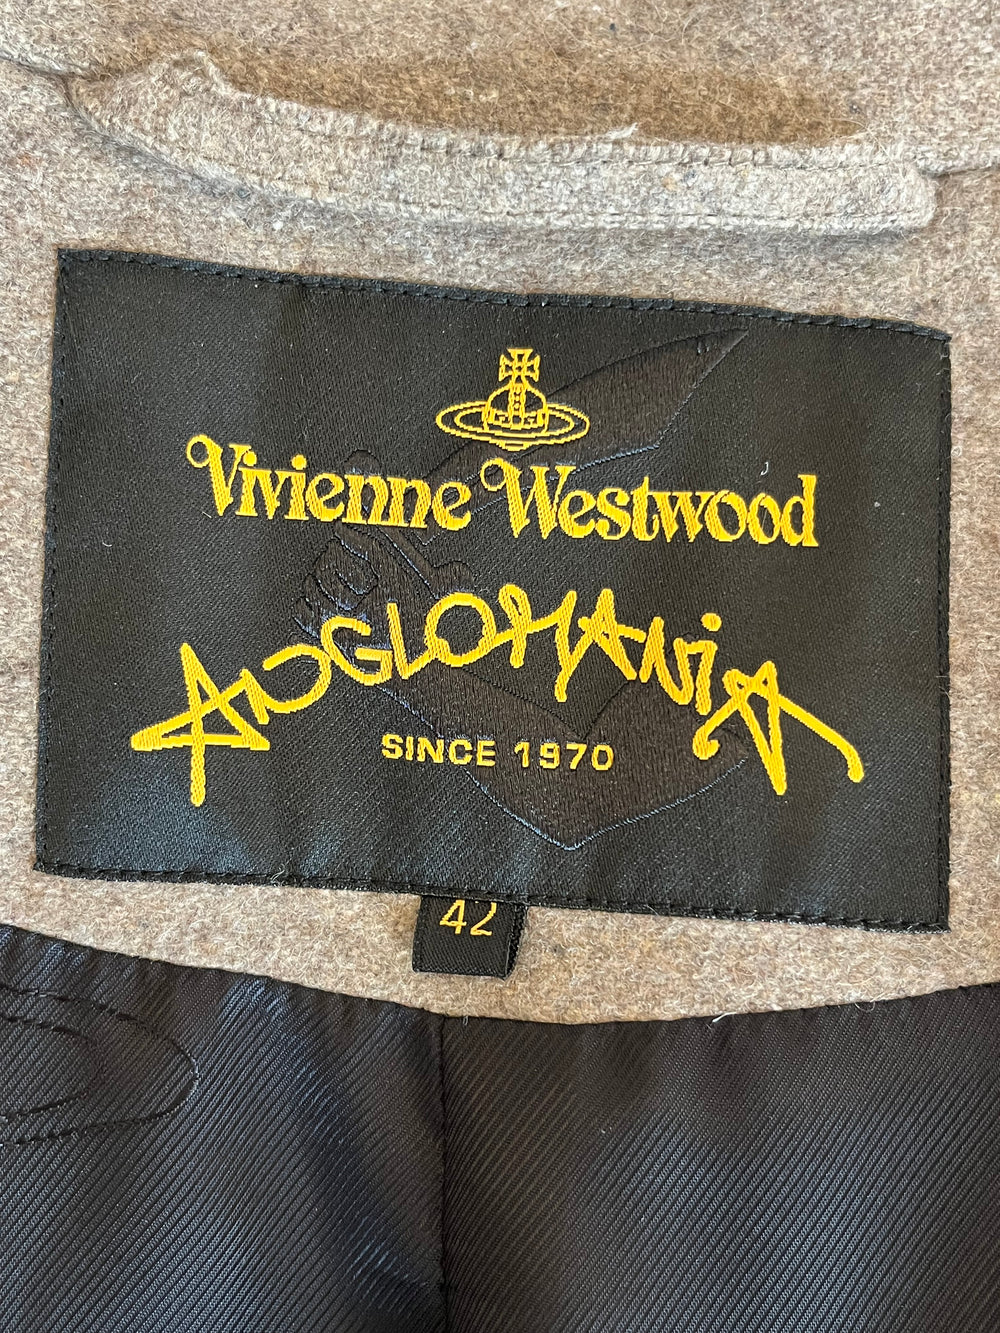 Vivienne Westwood
ANGLOMANIA
SINCE 1970
42